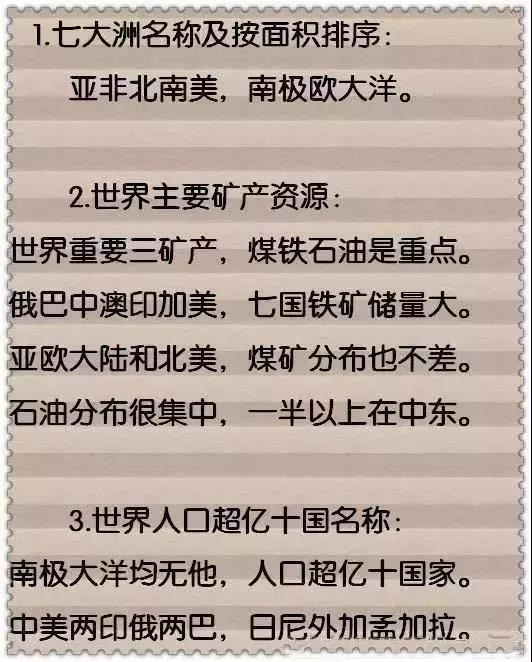 1.七大洲名称及按面积排序:
亚非北南美，南极欧大洋。
2.世界主要矿产资源:
世界重要三矿产，煤铁石油是重点。
俄巴中澳印加美，七国铁矿储量大。
亚欧大陆和北美，煤矿分布也不差。
石油分布很集中，一半以上在中东。
3.世界人口超亿十国名称:
南极大洋均无他，人口超亿十国家。
中美两印俄两巴，日尼外加孟加拉。